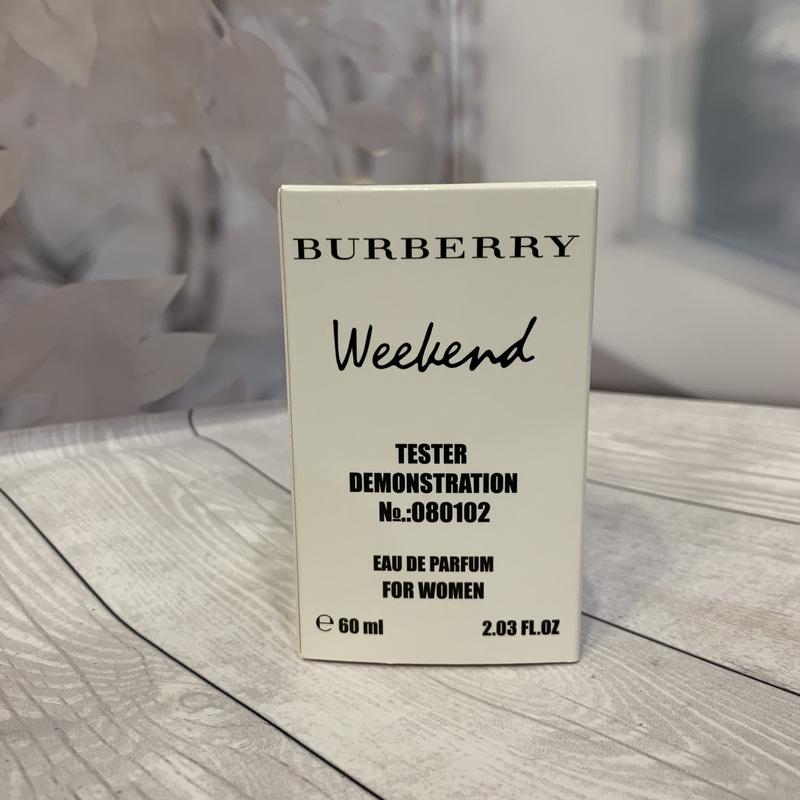 BURBERRY
Weekend
TESTER
DEMONSTRATION
№.:080102
EAU DE PARFUM
FOR WOMEN
℮ 60 ml 2.03 FL.OZ